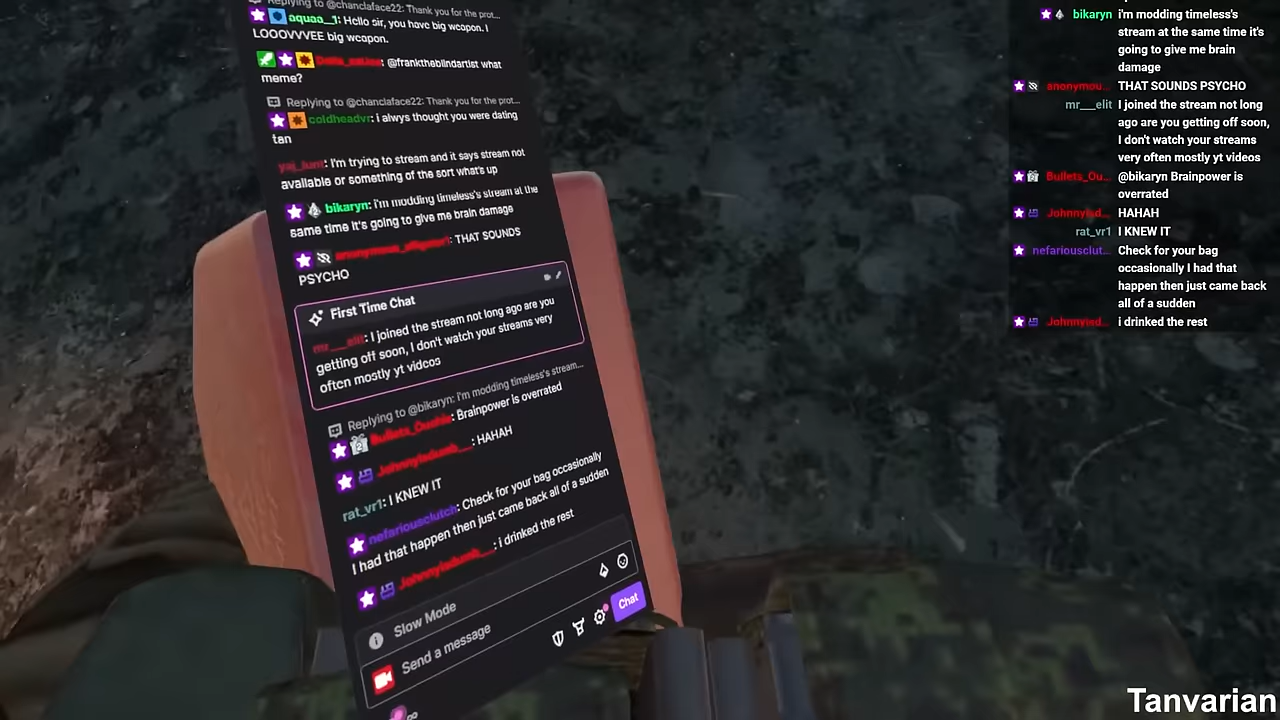 Replying to @chanclaface22: Thank you for the prot...
aquaa_1: Hello sir, you have big weapon. I
LOOOVVVEE big weapon.
@franktheblindartist what
meme?
Replying to @chanclaface22: Thank you for the prot...
coldheadvr: i alwys thought you were dating
tan
I'm trying to stream and it says stream not
available or something of the sort what's up
bikaryn: i'm modding timeless's stream at the
same time it's going to give me brain damage
THAT SOUNDS
PSYCHO
First Time Chat
mr___elit: I joined the stream not long ago are you
getting off soon, I don't watch your streams very
often mostly yt videos
Replying to @bikaryn: i'm modding timeless's stream...
Brainpower is overrated
HAHAH
rat_vr1: I KNEW IT
nefariousclutch: Check for your bag occasionally
I had that happen then just came back all of a sudden
i drinked the rest
Slow Mode
Send a message
Chat
bikaryn i'm modding timeless's
stream at the same time it's
going to give me brain
damage
anonymou... THAT SOUNDS PSYCHO
mr___elit I joined the stream not long
ago are you getting off soon,
I don't watch your streams
very often mostly yt videos
Bullets_Ou... @bikaryn Brainpower is
overrated
HAHAH
rat_vr1 I KNEW IT
nefariousclut... Check for your bag
occasionally I had that
happen then just came back
all of a sudden
i drinked the rest
Tanvarian